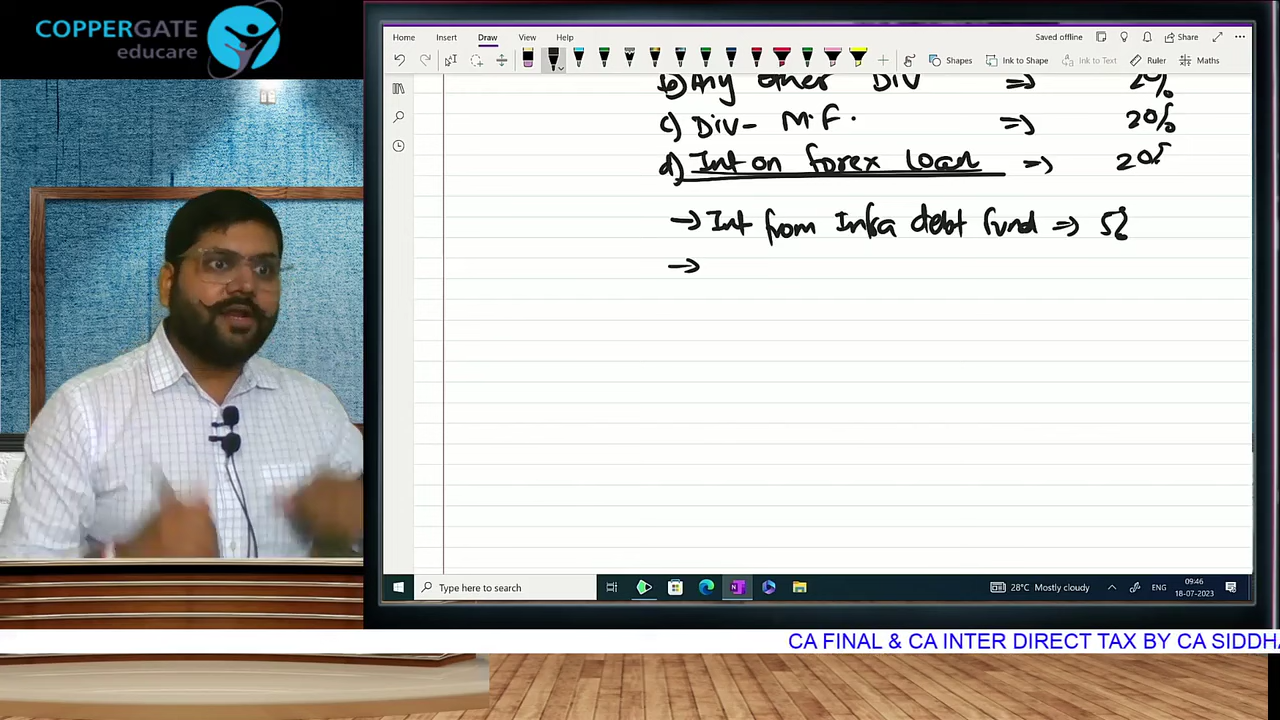 COPPERGATE
educare
Home Insert Draw View Help
Saved offline Share
Shapes Ink to Shape Ink to Text Ruler Maths
b) Any other Div => 20%
c) Div - M.F. => 20%
d) Int on forex loan => 20%
→ Int from Infra debt fund => 5%
→
Type here to search
28°C Mostly cloudy ENG 09:46
18-07-2023
CA FINAL & CA INTER DIRECT TAX BY CA SIDDHA